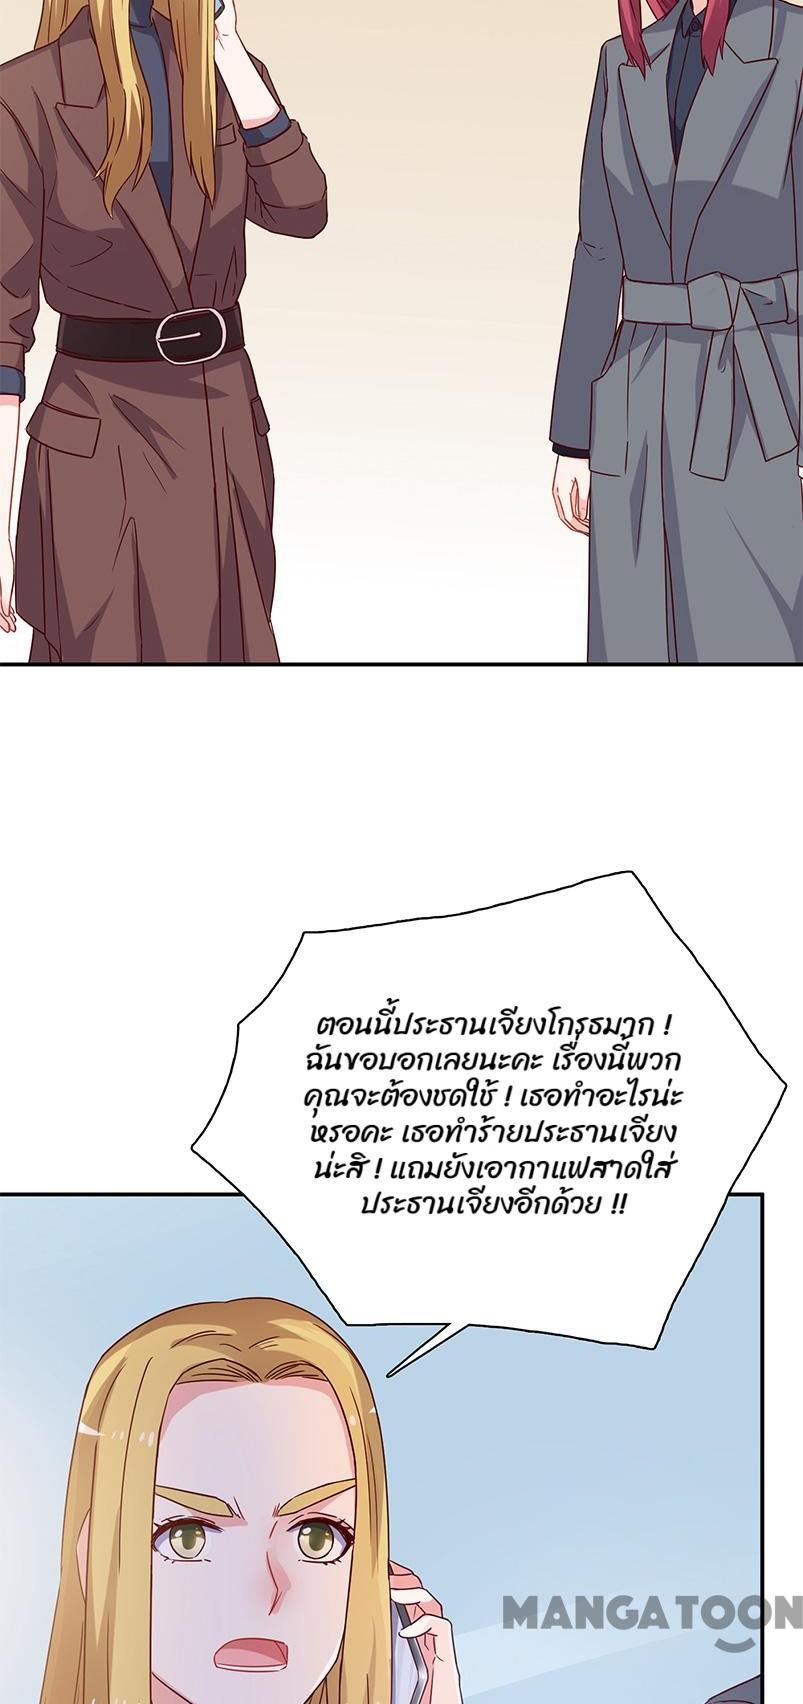 ตอนนี้ประธานเจียงโกรธมาก !
ฉันขอบอกเลยนะคะ เรื่องนี้พวก
คุณจะต้องชดใช้ ! เธอทำอะไรน่ะ
หรอคะ เธอทำร้ายประธานเจียง
น่ะสิ ! แถมยังเอากาแฟสาดใส่
ประธานเจียงอีกด้วย !!
MANGATOON